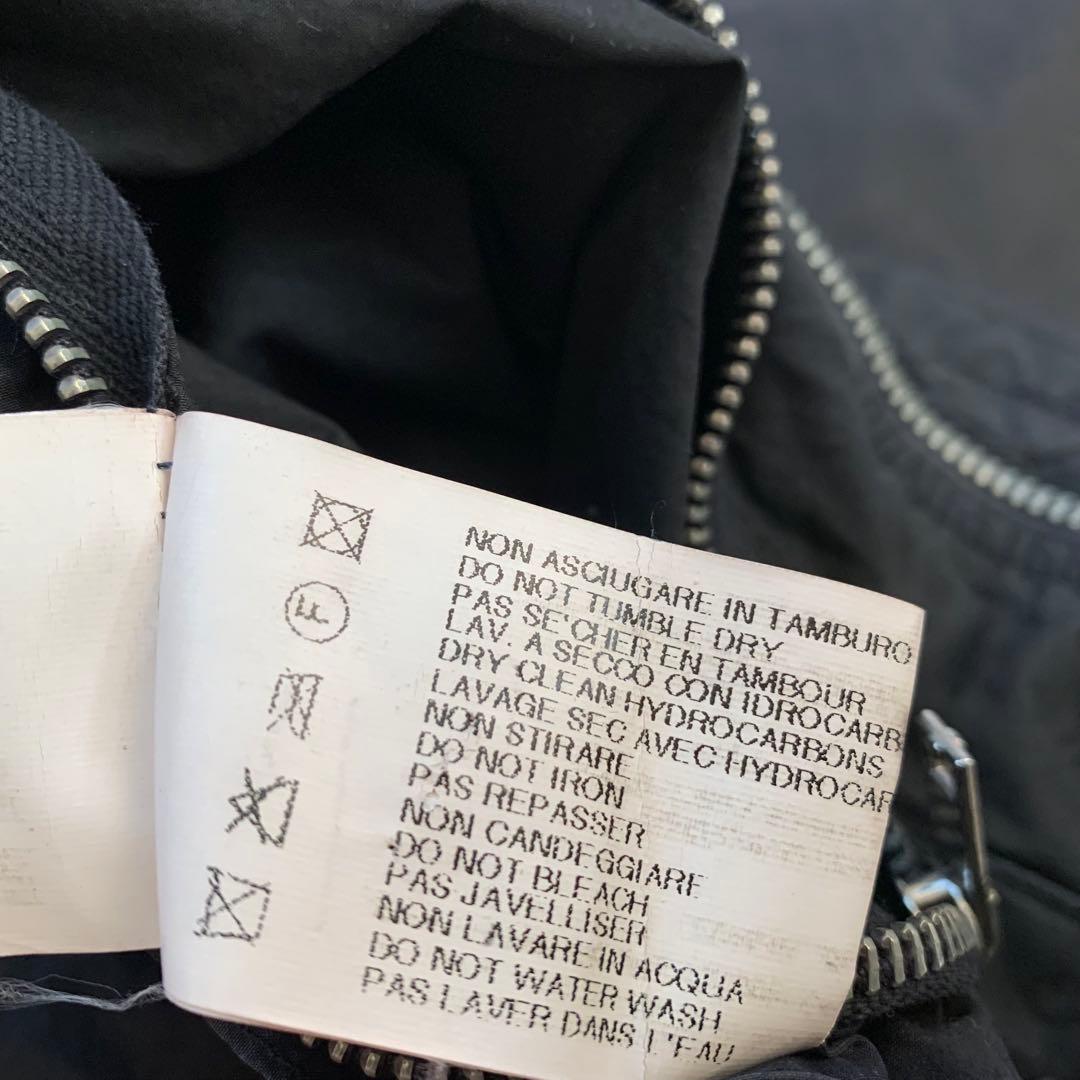 NON ASCIUGARE IN TAMBURO
DO NOT TUMBLE DRY
PAS SE'CHER EN TAMBOUR
LAV. A SECCO CON IDROCARB
DRY CLEAN HYDROCARBONS
LAVAGE SEC AVEC HYDROCAR
NON STIRARE
DO NOT IRON
PAS REPASSER
NON CANDEGGIARE
DO NOT BLEACH
PAS JAVELLISER
NON LAVARE IN ACQUA
DO NOT WATER WASH
PAS LAVER DANS L'EAU
F